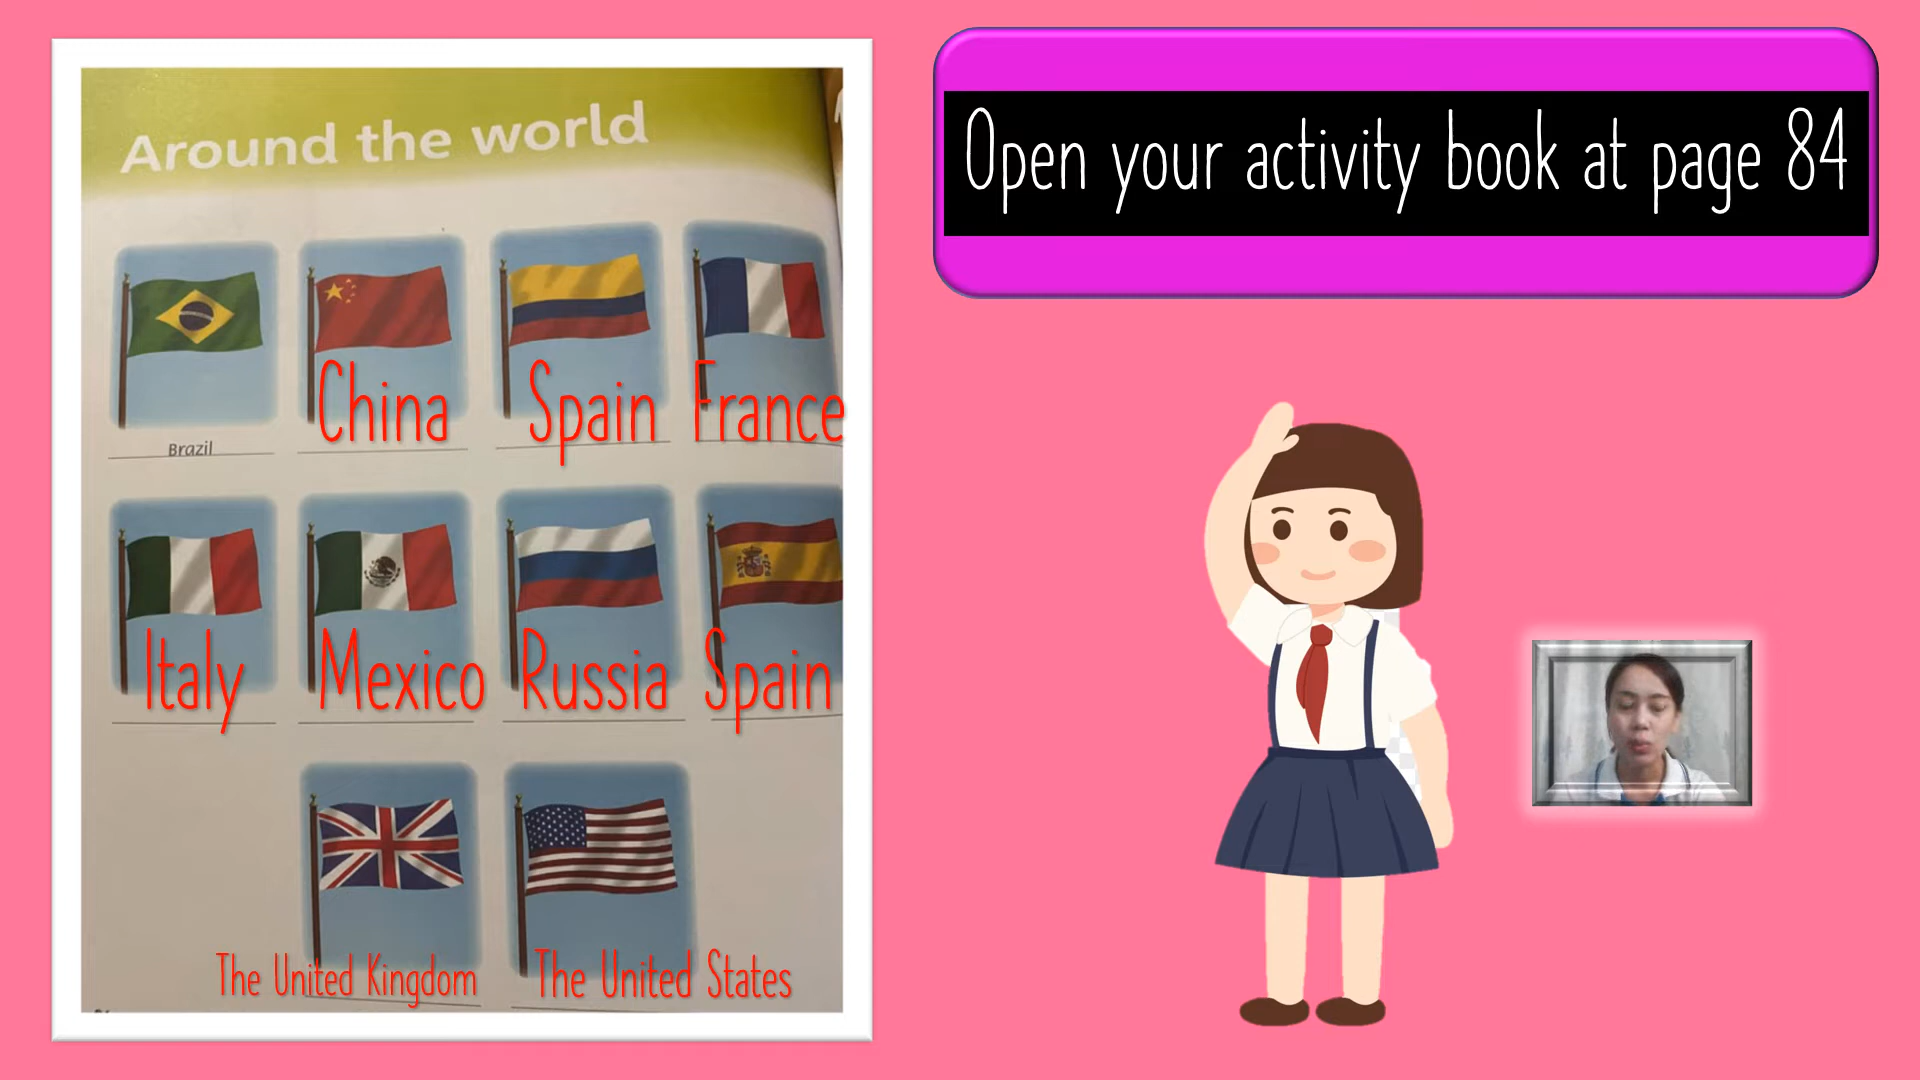 Around the world
Open your activity book at page 84
Brazil
China
Spain
France
Italy
Mexico
Russia
Spain
The United Kingdom
The United States